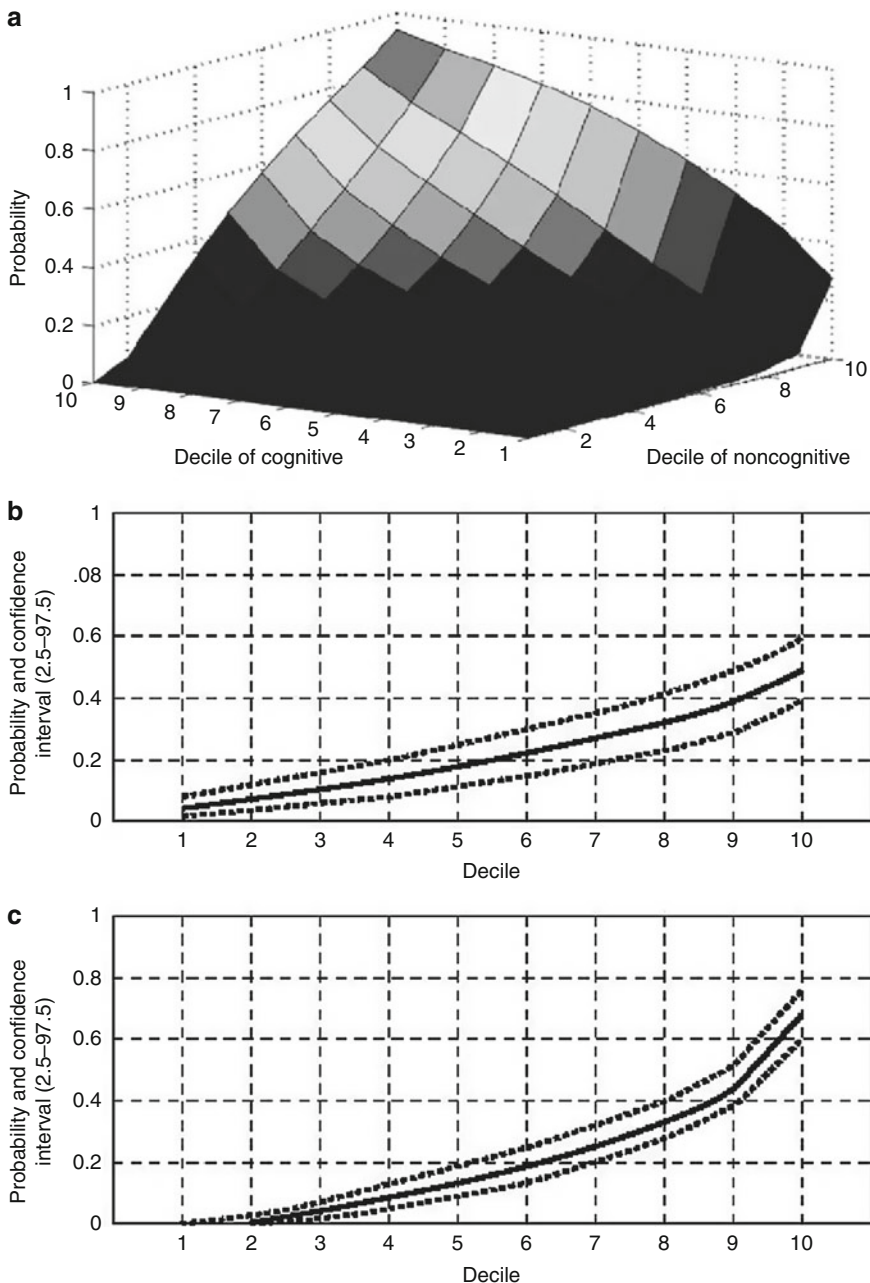 a
1
0.8
0.6
0.4
0.2
0
Probability
10
9
8
7
6
5
4
3
2
1
Decile of cognitive
2
4
6
8
10
Decile of noncognitive
b
1
.08
0.6
0.4
0.2
0
Probability and confidence
interval (2.5–97.5)
1 2 3 4 5 6 7 8 9 10
Decile
c
1
0.8
0.6
0.4
0.2
0
Probability and confidence
interval (2.5–97.5)
1 2 3 4 5 6 7 8 9 10
Decile